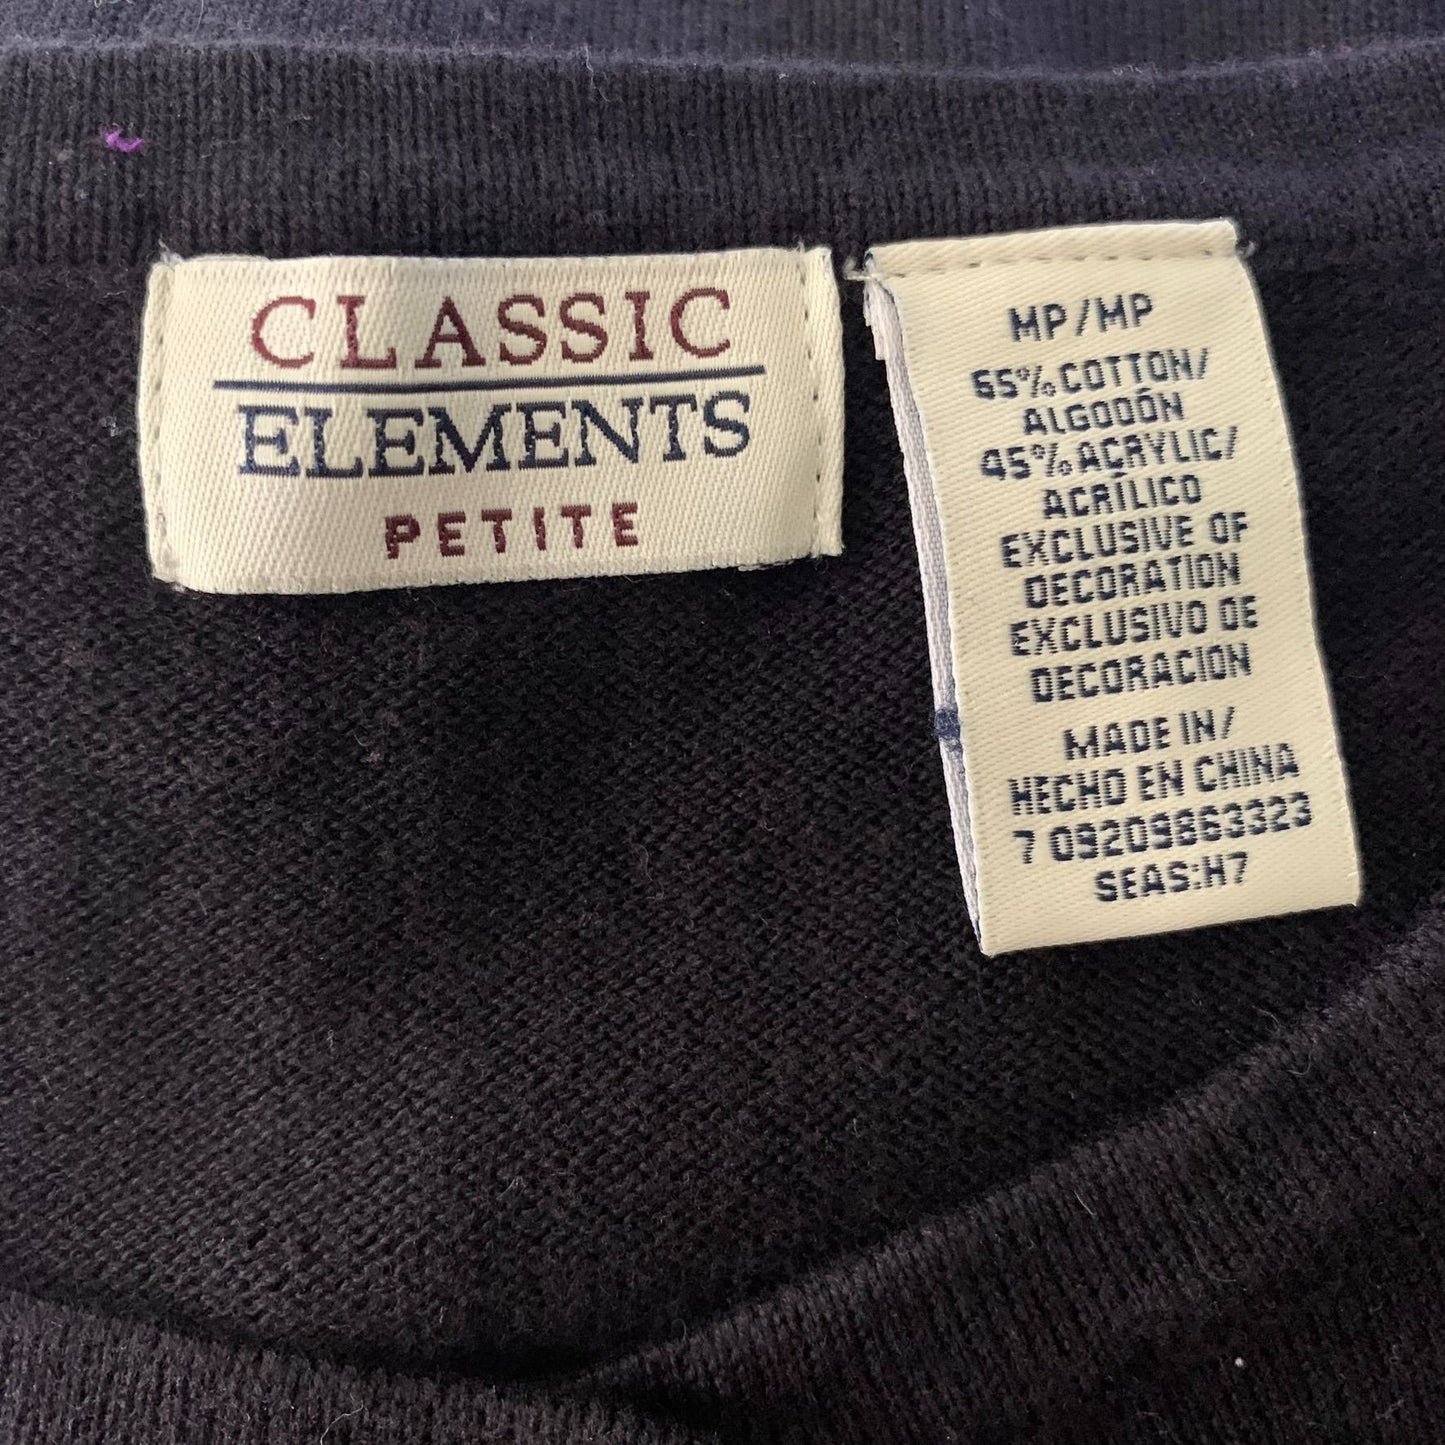 CLASSIC
ELEMENTS
PETITE
MP/MP
55% COTTON/
ALGODÓN
45% ACRYLIC/
ACRÍLICO
EXCLUSIVE OF
DECORATION
EXCLUSIVO DE
DECORACION
MADE IN/
HECHO EN CHINA
7 09209863323
SEAS:H7